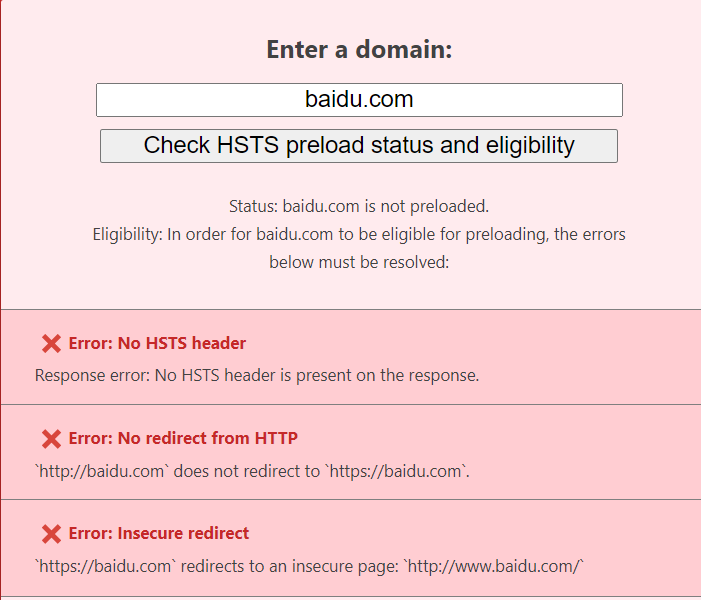 Enter a domain:
baidu.com
Check HSTS preload status and eligibility
Status: baidu.com is not preloaded.
Eligibility: In order for baidu.com to be eligible for preloading, the errors
below must be resolved:
Error: No HSTS header
Response error: No HSTS header is present on the response.
Error: No redirect from HTTP
`http://baidu.com` does not redirect to `https://baidu.com`.
Error: Insecure redirect
`https://baidu.com` redirects to an insecure page: `http://www.baidu.com/`